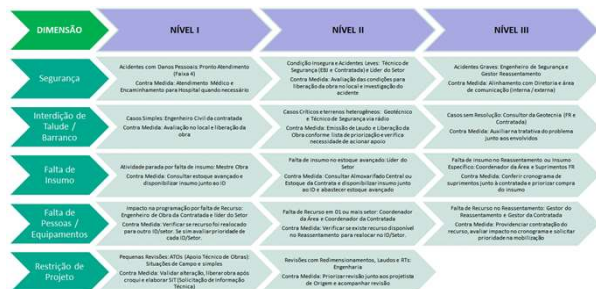 DIMENSÃO
NÍVEL I
NÍVEL II
NÍVEL III
Segurança
Acidentes com Danos Pessoais: Pronto Atendimento
(Faixa 4)
Contra Medida: Atendimento Médico e
Encaminhamento para Hospital quando necessário
Condição Insegura e Acidentes Leves: Técnico de
Segurança (EBJ e Contratada) e Líder do Setor
Contra Medida: Avaliação das condições para
liberação da obra no local e investigação do
acidente
Acidentes Graves: Engenheiro de Segurança e
Gestor Reassentamento
Contra Medida: Alinhamento com Diretoria e área
de comunicação (interna / externa)
Interdição de
Talude /
Barranco
Casos Simples: Engenheiro Civil da contratada
Contra Medida: Avaliação no local e liberação da
obra
Casos Críticos e terrenos heterogêneos: Geotécnico
e Técnico de Segurança via rádio
Contra Medida: Emissão de Laudo e Liberação da
Obra conforme lista de priorização e verifica
necessidade de acionar apoio
Casos sem Resolução: Consultor da Geotecnia (FR e
Contratada)
Contra Medida: Auxiliar na tratativa do problema
junto aos envolvidos
Falta de
Insumo
Atividade parada por falta de insumo: Mestre Obra
Contra Medida: Consultar estoque avançado e
disponibilizar insumo junto ao ID
Falta de insumo no estoque avançado: Líder do
Setor
Contra Medida: Consultar Almoxarifado Central ou
Estoque da Contrata e disponibilizar insumo junto
ao ID e abastecer estoque avançado
Falta de insumo no Reassentamento ou Insumo
Específico: Coordenador da Área e Suprimentos FR
Contra Medida: Conferir cronograma de
suprimentos junto à contratada e priorizar compra
do insumo
Falta de
Pessoas /
Equipamentos
Impacto na programação por falta de Recurso:
Engenheiro de Obra da Contratada e líder do Setor
Contra Medida: Verificar se recurso foi realocado
para outro ID/setor. Se sim avaliar prioridade de
cada ID/Setor.
Falta de Recurso em 01 ou mais setor: Coordenador
da Área e Coordenador da Contratada
Contra Medida: Verificar se existe recurso disponível
no Reassentamento para realocar no ID/Setor.
Falta de Recurso no Reassentamento: Gestor do
Reassentamento e Gestor da Contratada
Contra Medida: Providenciar contratação do
recurso, avaliar impacto no cronograma e solicitar
prioridade na mobilização
Restrição de
Projeto
Pequenas Revisões: ATOs (Apoio Técnico de Obras):
Situações de Campo e simples
Contra Medida: Validar alteração, liberar obra após
croqui e elaborar SIT (Solicitação de Informação
Técnica)
Revisões com Redimensionamentos, Laudos e RTs:
Engenharia
Contra Medida: Priorizar revisão junto aos projetista
de Origem e acompanhar revisão